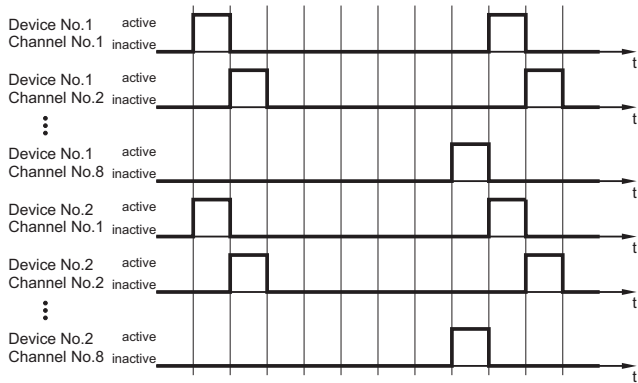 Device No.1 active
Channel No.1 inactive
t
Device No.1 active
Channel No.2 inactive
t
Device No.1 active
Channel No.8 inactive
t
Device No.2 active
Channel No.1 inactive
t
Device No.2 active
Channel No.2 inactive
t
Device No.2 active
Channel No.8 inactive
t